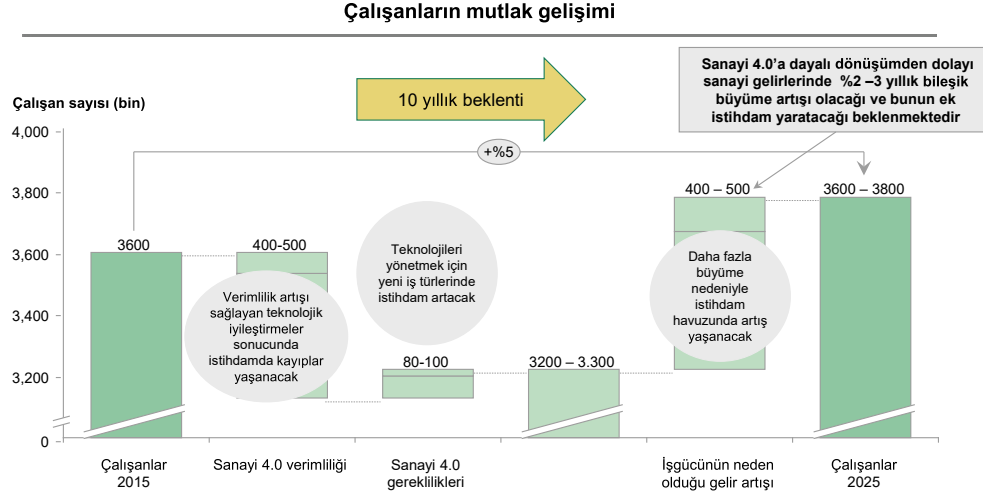 Çalışanların mutlak gelişimi
Sanayi 4.0’a dayalı dönüşümden dolayı
sanayi gelirlerinde %2 –3 yıllık bileşik
büyüme artışı olacağı ve bunun ek
istihdam yaratacağı beklenmektedir
10 yıllık beklenti
Çalışan sayısı (bin)
4,000
3,800
3,600
3,400
3,200
0
+%5
3600
400-500
80-100
3200 – 3.300
400 – 500
3600 – 3800
Verimlilik artışı
sağlayan teknolojik
iyileştirmeler
sonucunda
istihdamda kayıplar
yaşanacak
Teknolojileri
yönetmek için
yeni iş türlerinde
istihdam artacak
Daha fazla
büyüme
nedeniyle
istihdam
havuzunda artış
yaşanacak
Çalışanlar
2015
Sanayi 4.0 verimliliği
Sanayi 4.0
gereklilikleri
İşgücünün neden
olduğu gelir artışı
Çalışanlar
2025